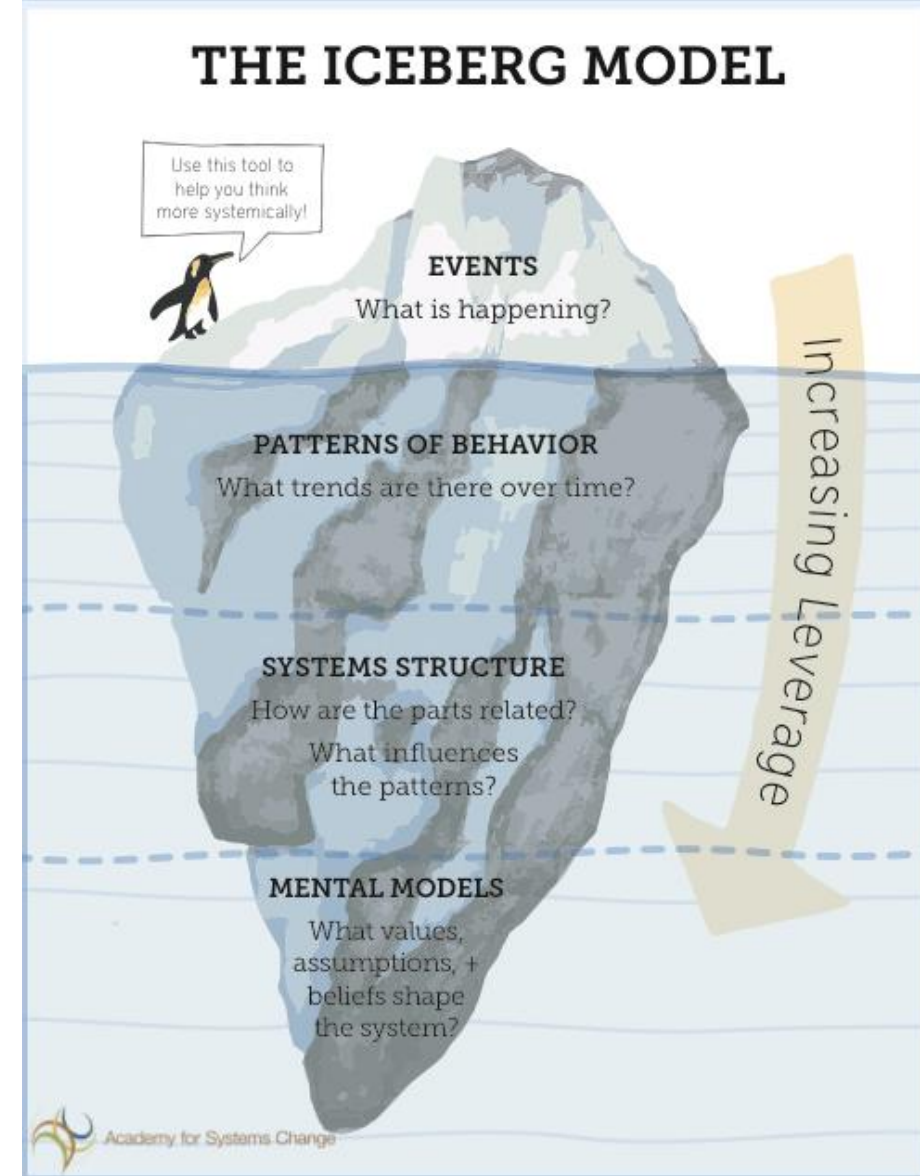 THE ICEBERG MODEL
Use this tool to
help you think
more systemically!
EVENTS
What is happening?
PATTERNS OF BEHAVIOR
What trends are there over time?
SYSTEMS STRUCTURE
How are the parts related?
What influences
the patterns?
MENTAL MODELS
What values,
assumptions, +
beliefs shape
the system?
Increasing Leverage
Academy for Systems Change